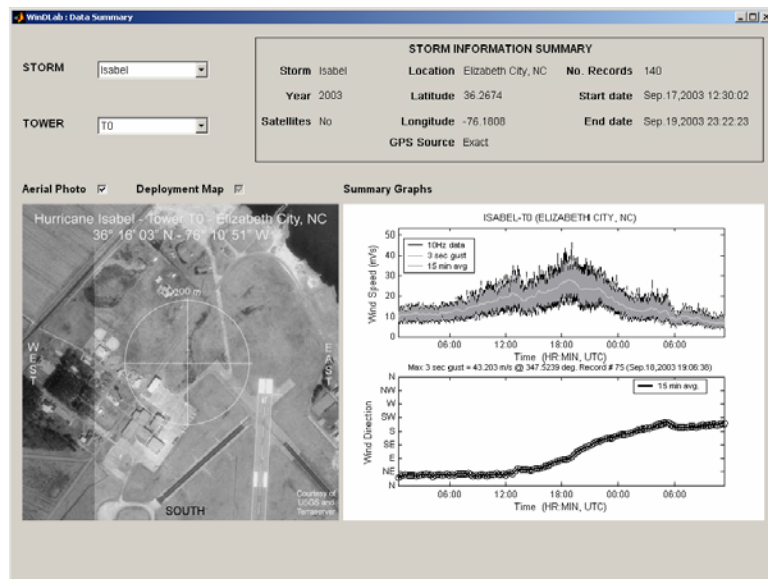 WinDLab : Data Summary
STORM Isabel
TOWER T0
STORM INFORMATION SUMMARY
Storm Isabel Location Elizabeth City, NC No. Records 140
Year 2003 Latitude 36.2674 Start date Sep.17,2003 12:30:02
Satellites No Longitude -76.1808 End date Sep.19,2003 23:22:23
GPS Source Exact
Aerial Photo Deployment Map Summary Graphs
Hurricane Isabel - Tower T0 - Elizabeth City, NC
36° 16' 03" N - 76° 10' 51" W
200 m
WEST
EAST
SOUTH
Courtesy of
USGS and
Terraserver
ISABEL-T0 (ELIZABETH CITY, NC)
Wind Speed (m/s)
50
40
30
20
10
0
10Hz data
3 sec gust
15 min avg.
06:00 12:00 18:00 00:00 06:00
Time (HR:MIN, UTC)
Max 3 sec gust = 43.203 m/s @ 347.5239 deg. Record # 75 (Sep.18,2003 19:06:38)
Wind Direction
N
NW
W
SW
S
SE
E
NE
N
15 min avg.
06:00 12:00 18:00 00:00 06:00
Time (HR:MIN, UTC)